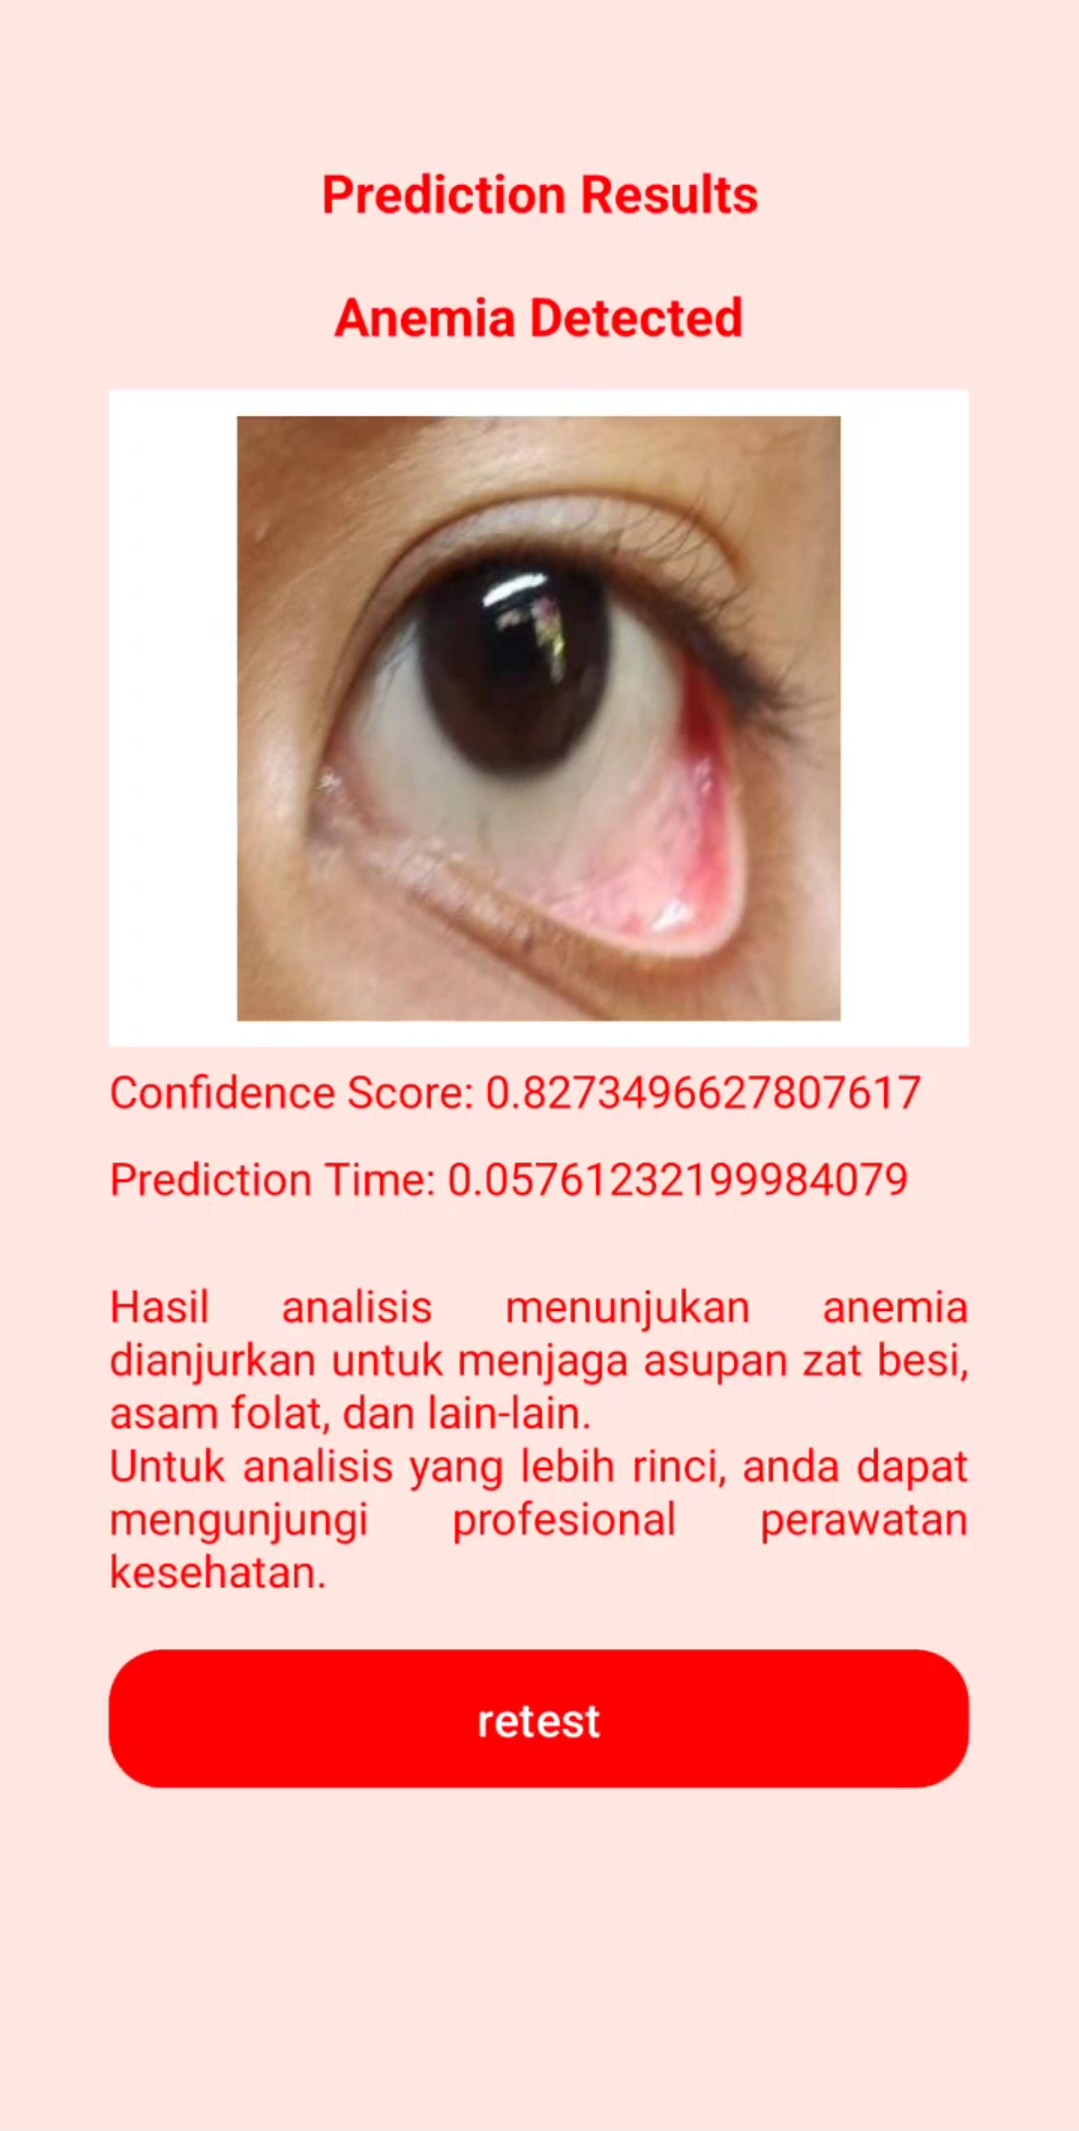 Prediction Results
Anemia Detected
Confidence Score: 0.8273496627807617
Prediction Time: 0.05761232199984079
Hasil analisis menunjukan anemia
dianjurkan untuk menjaga asupan zat besi,
asam folat, dan lain-lain.
Untuk analisis yang lebih rinci, anda dapat
mengunjungi profesional perawatan
kesehatan.
retest